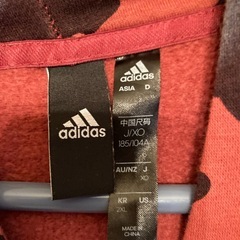 adidas
adidas
ASIA D
中国尺码
J/XO
185/104A
AU/NZ J
XO
KR US
2XL
MADE IN
CHINA